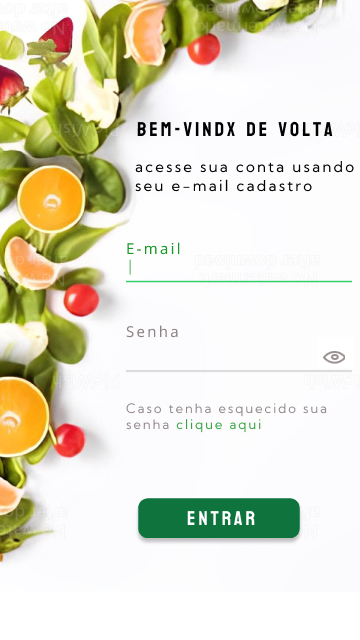 BEM-VINDX DE VOLTA
acesse sua conta usando
seu e-mail cadastro
E-mail
Senha
Caso tenha esquecido sua
senha clique aqui
ENTRAR